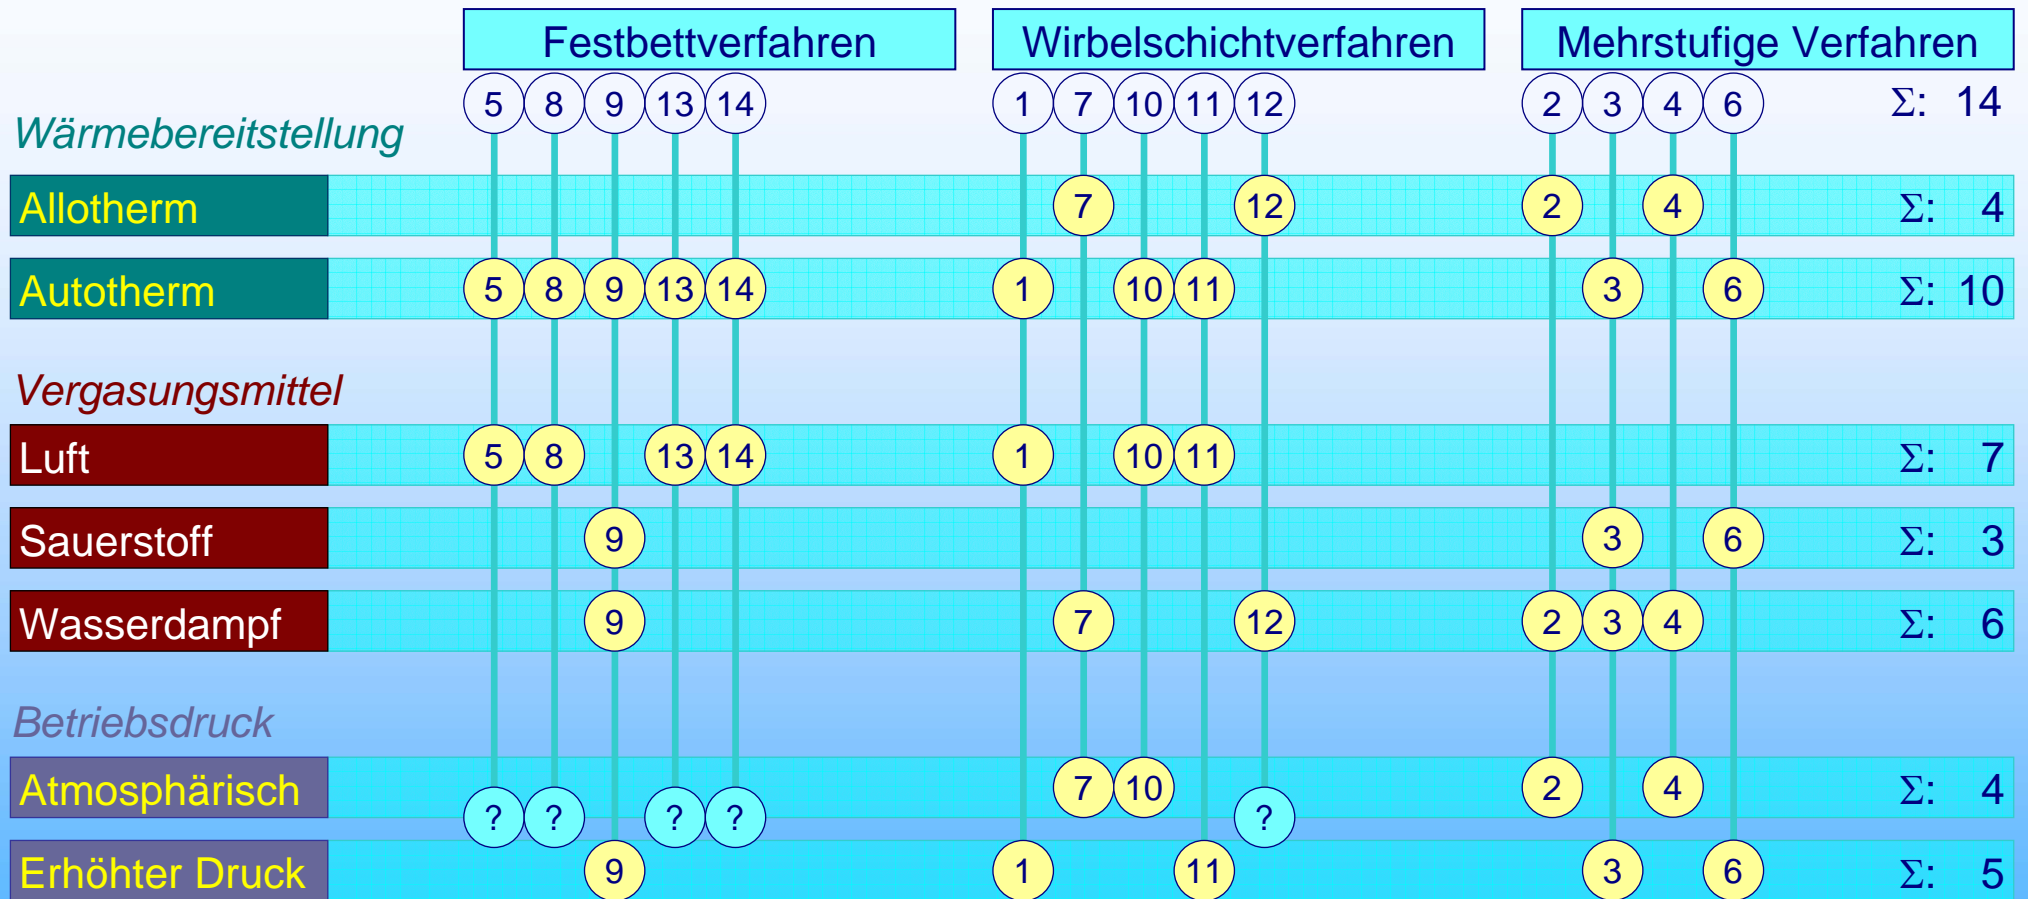 Festbettverfahren Wirbelschichtverfahren Mehrstufige Verfahren
5 8 9 13 14 1 7 10 11 12 2 3 4 6 Σ: 14
Wärmebereitstellung
Allotherm 7 12 2 4 Σ: 4
Autotherm 5 8 9 13 14 1 10 11 3 6 Σ: 10
Vergasungsmittel
Luft 5 8 13 14 1 10 11 Σ: 7
Sauerstoff 9 3 6 Σ: 3
Wasserdampf 9 7 12 2 3 4 Σ: 6
Betriebsdruck
Atmosphärisch 7 10 2 4 Σ: 4
? ? ? ? ?
Erhöhter Druck 9 1 11 3 6 Σ: 5